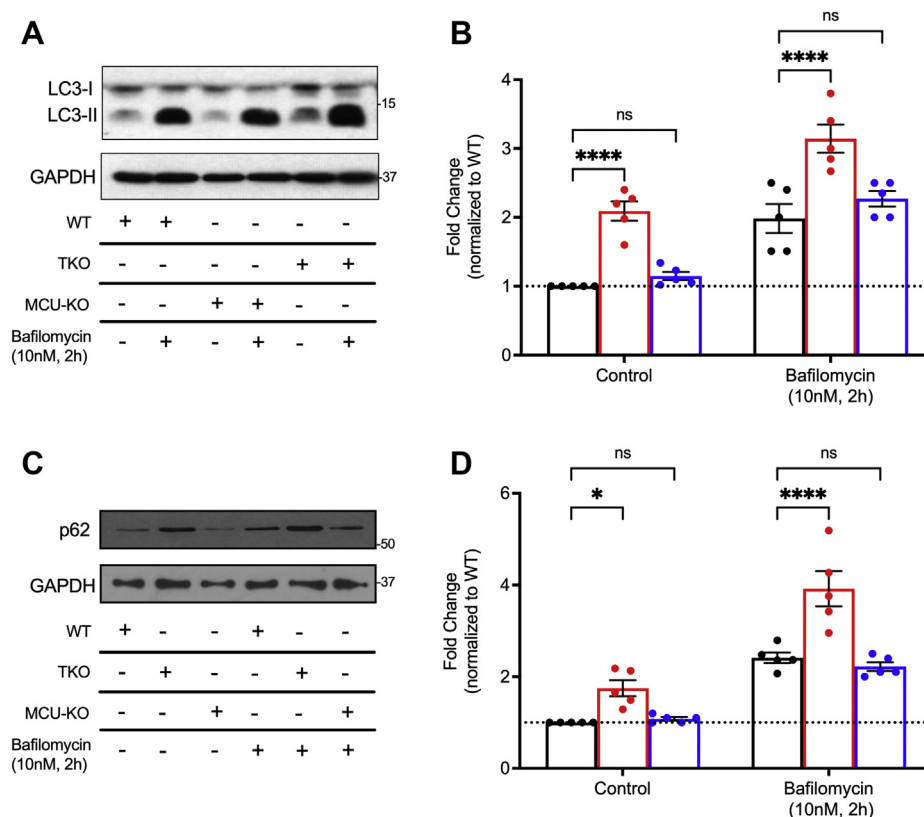 A
LC3-I
LC3-II
-15
GAPDH
-37
WT + + - - - -
TKO - - - - + +
MCU-KO - - + + - -
Bafilomycin
(10nM, 2h) - + - + - +
B
ns
ns
****
****
Fold Change
(normalized to WT)
4
3
2
1
0
Control
Bafilomycin
(10nM, 2h)
C
p62
-50
GAPDH
-37
WT + - - + - -
TKO - + - - + -
MCU-KO - - + - - +
Bafilomycin
(10nM, 2h) - - - + + +
D
ns
ns
*
****
Fold Change
(normalized to WT)
6
4
2
0
Control
Bafilomycin
(10nM, 2h)